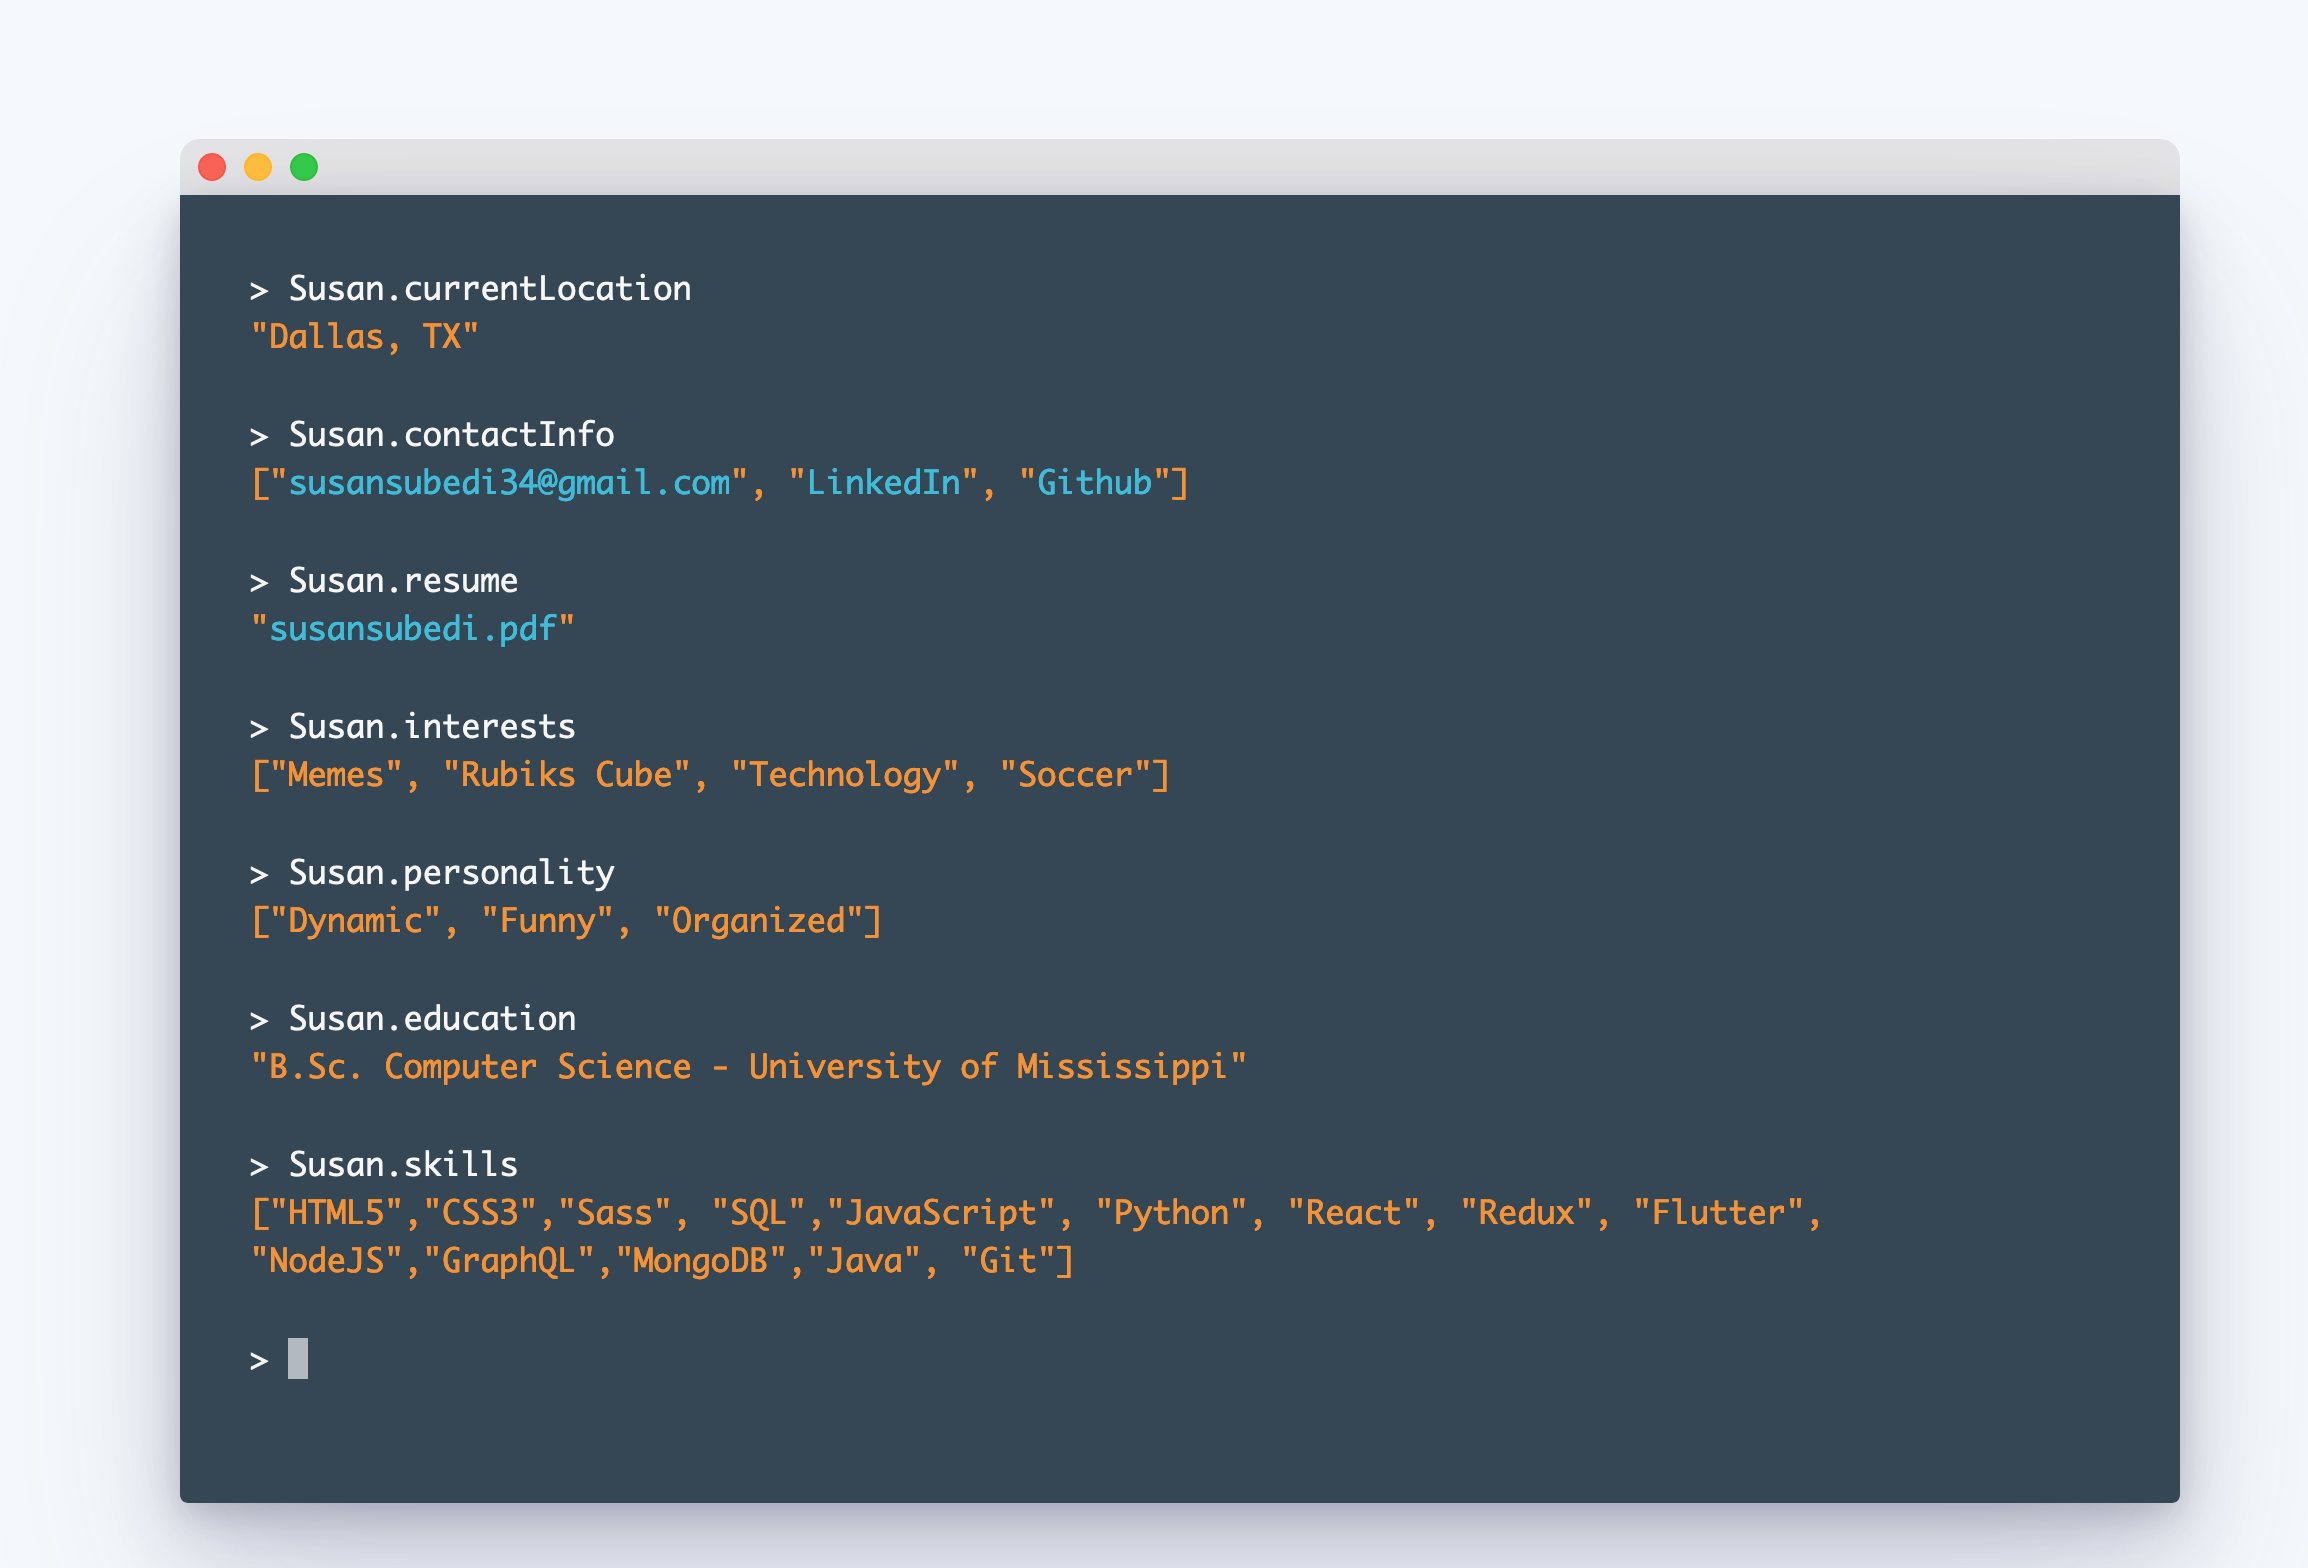 > Susan.currentLocation
"Dallas, TX"
> Susan.contactInfo
["susansubedi34@gmail.com", "LinkedIn", "Github"]
> Susan.resume
"susansubedi.pdf"
> Susan.interests
["Memes", "Rubiks Cube", "Technology", "Soccer"]
> Susan.personality
["Dynamic", "Funny", "Organized"]
> Susan.education
"B.Sc. Computer Science - University of Mississippi"
> Susan.skills
["HTML5","CSS3","Sass", "SQL","JavaScript", "Python", "React", "Redux", "Flutter",
"NodeJS","GraphQL","MongoDB","Java", "Git"]
>